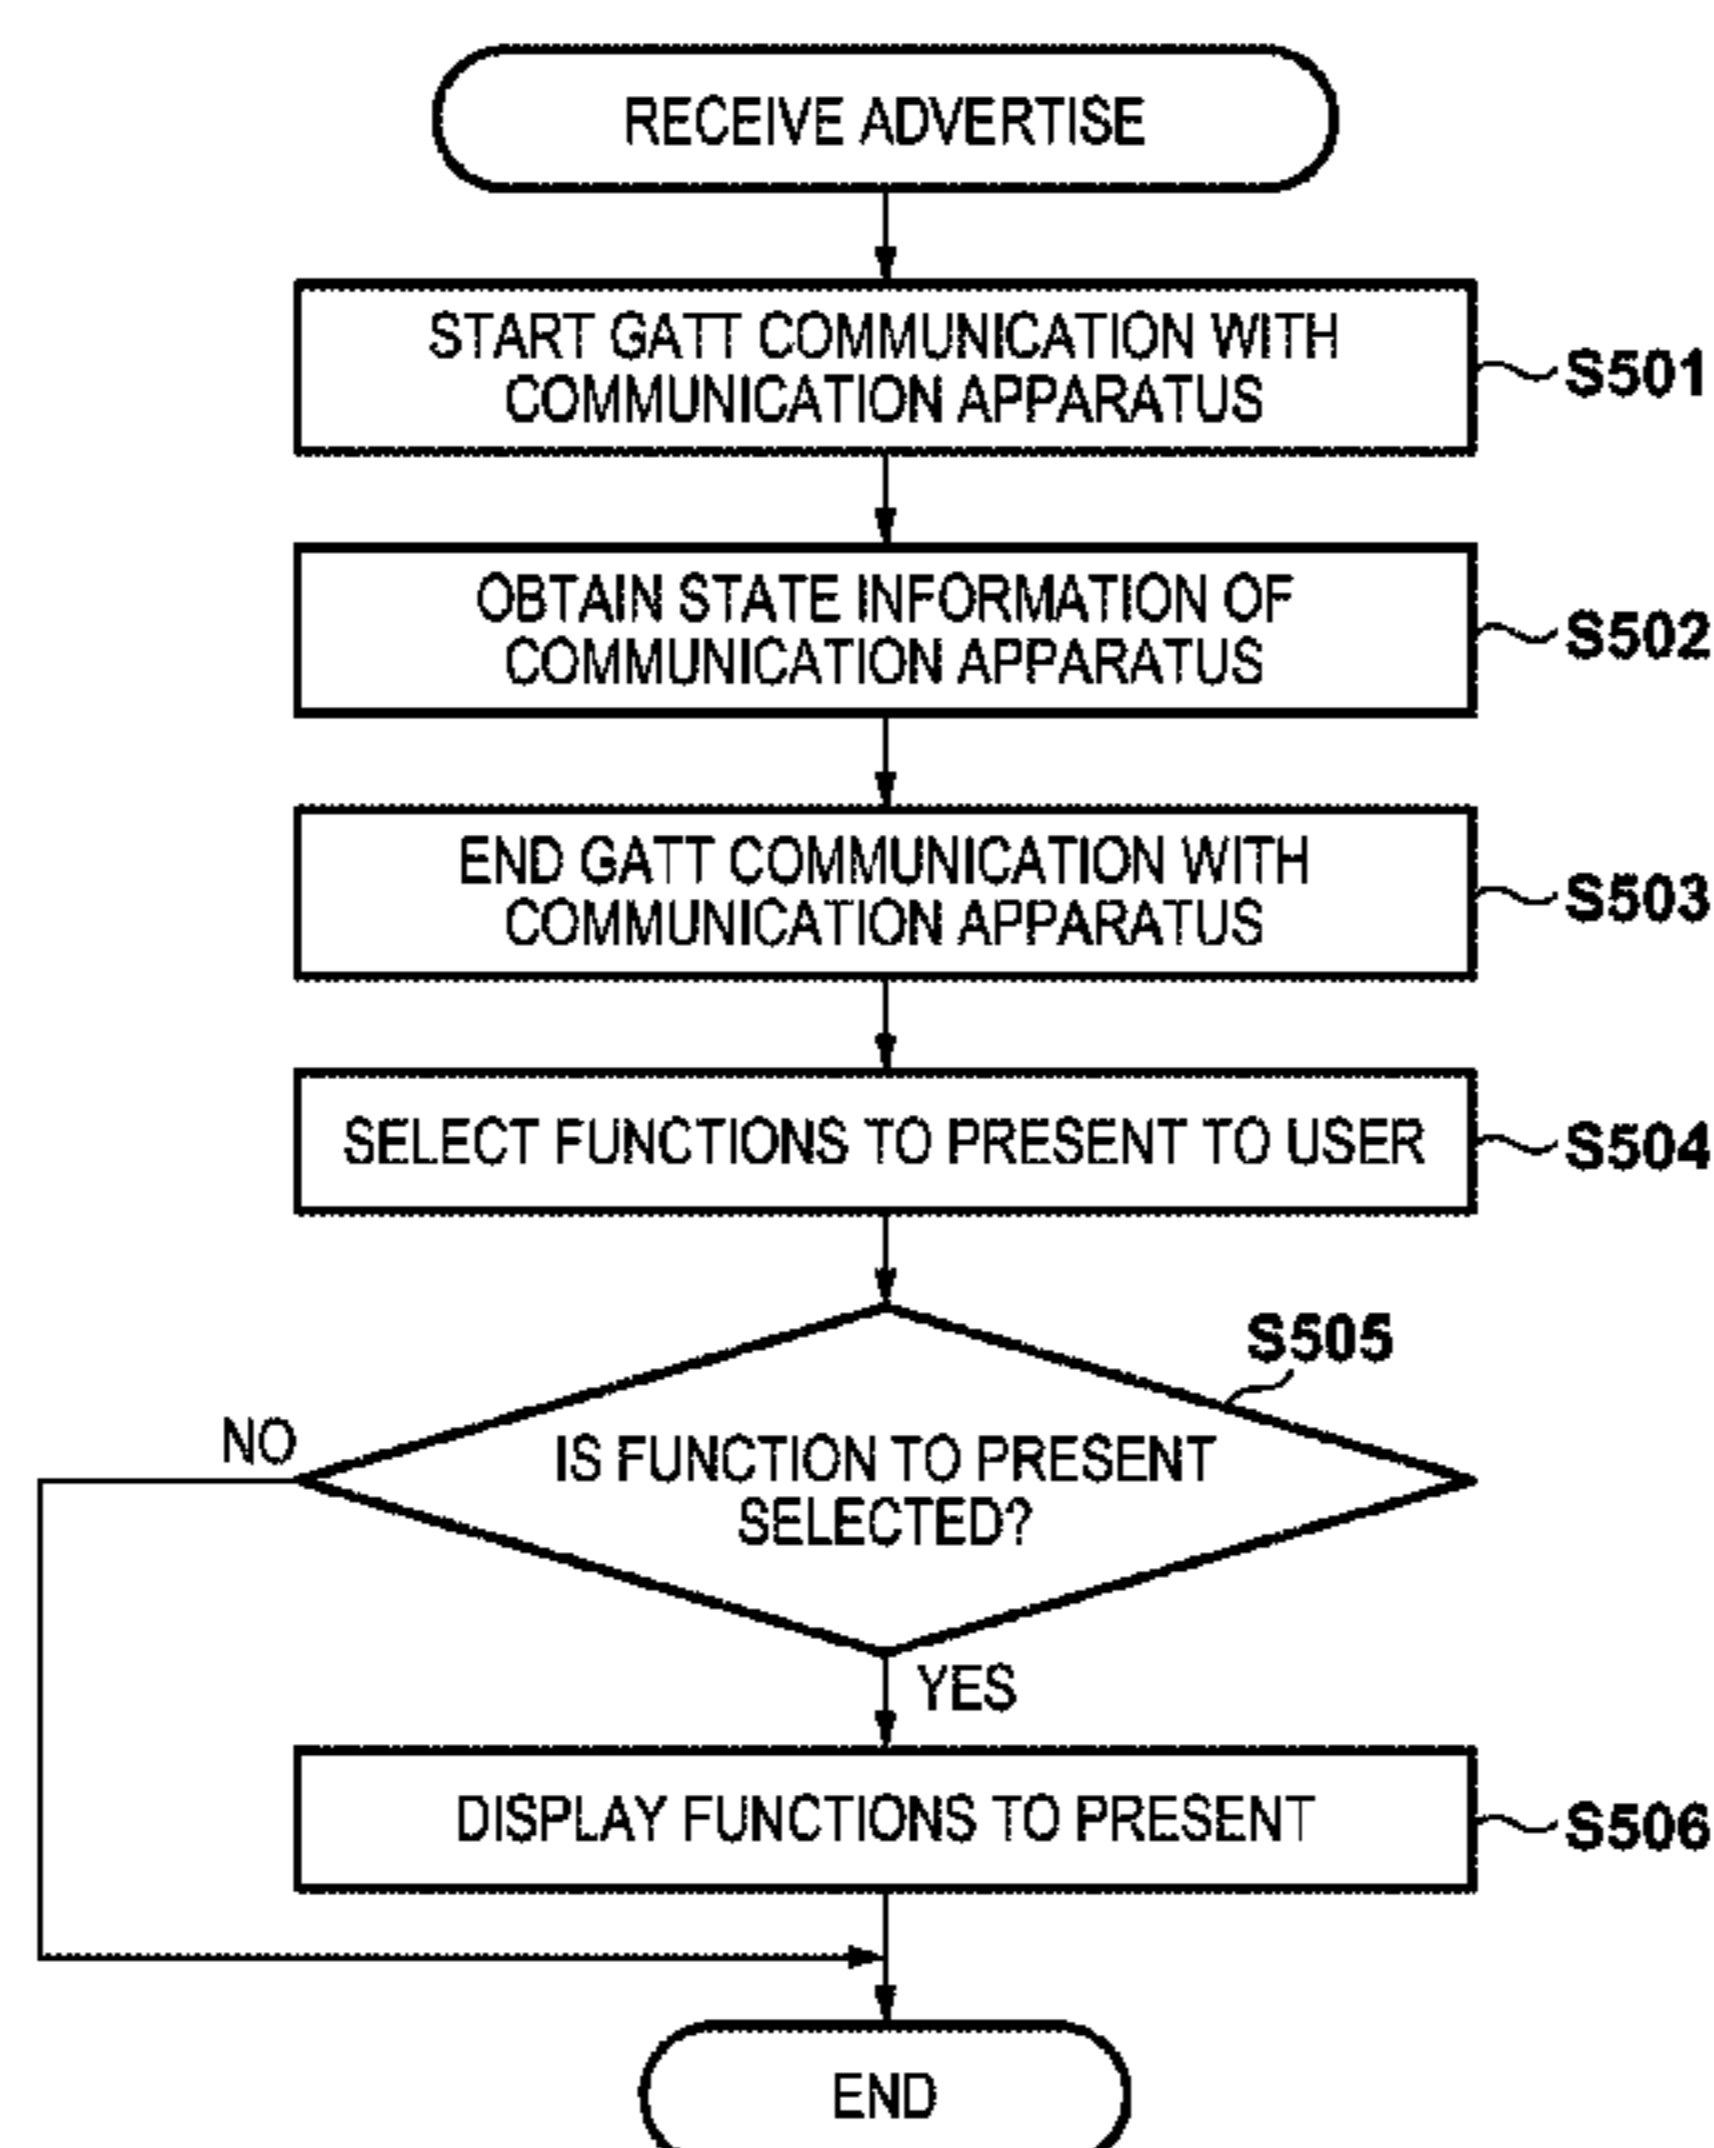 RECEIVE ADVERTISE
START GATT COMMUNICATION WITH
COMMUNICATION APPARATUS
S501
OBTAIN STATE INFORMATION OF
COMMUNICATION APPARATUS
S502
END GATT COMMUNICATION WITH
COMMUNICATION APPARATUS
S503
SELECT FUNCTIONS TO PRESENT TO USER
S504
S505
NO
IS FUNCTION TO PRESENT
SELECTED?
YES
DISPLAY FUNCTIONS TO PRESENT
S506
END